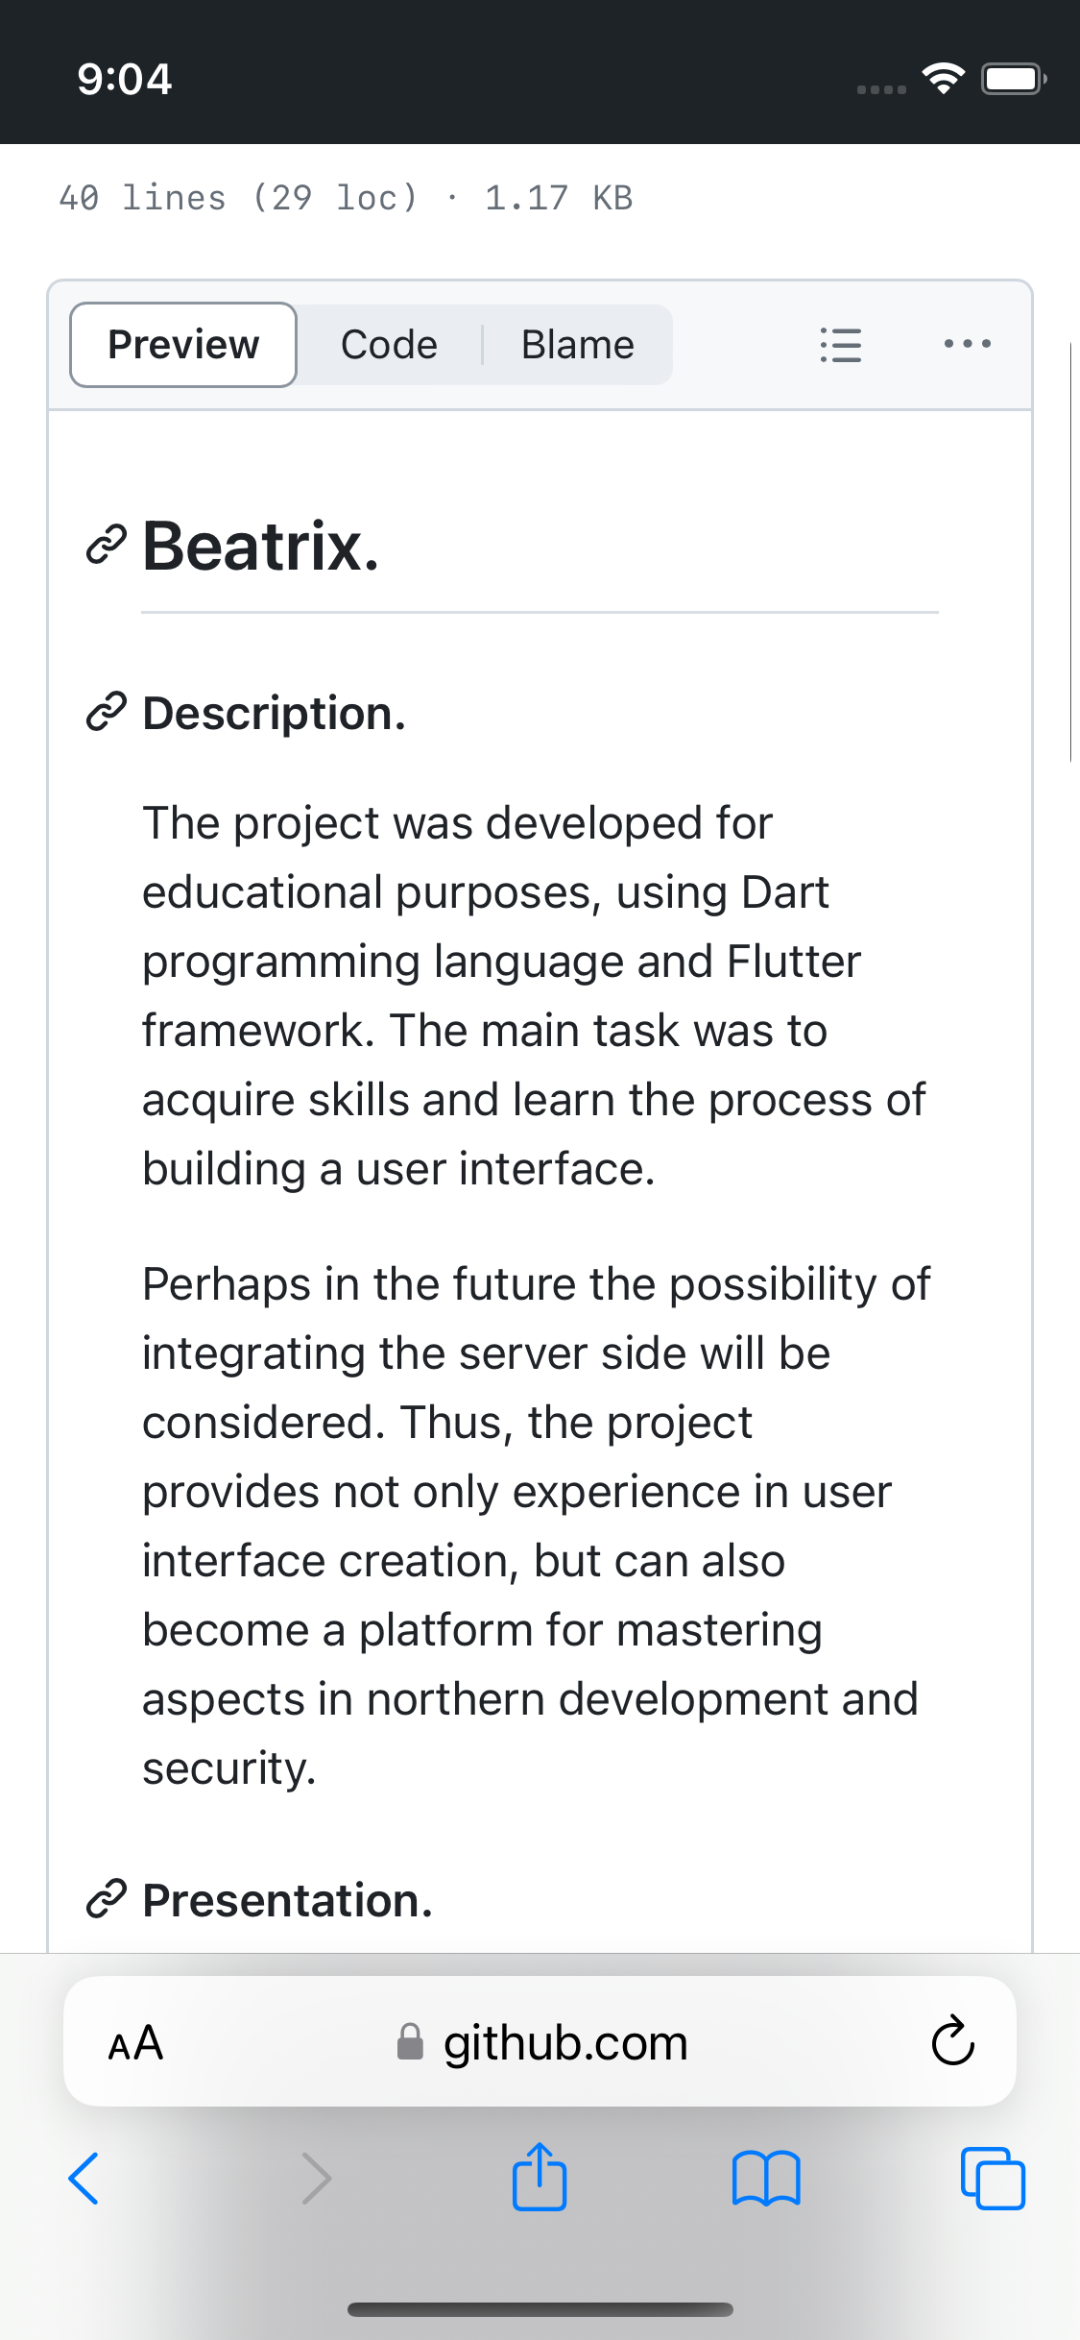 9:04
40 lines (29 loc) · 1.17 KB
Preview Code Blame
Beatrix.
Description.
The project was developed for
educational purposes, using Dart
programming language and Flutter
framework. The main task was to
acquire skills and learn the process of
building a user interface.
Perhaps in the future the possibility of
integrating the server side will be
considered. Thus, the project
provides not only experience in user
interface creation, but can also
become a platform for mastering
aspects in northern development and
security.
Presentation.
AA github.com